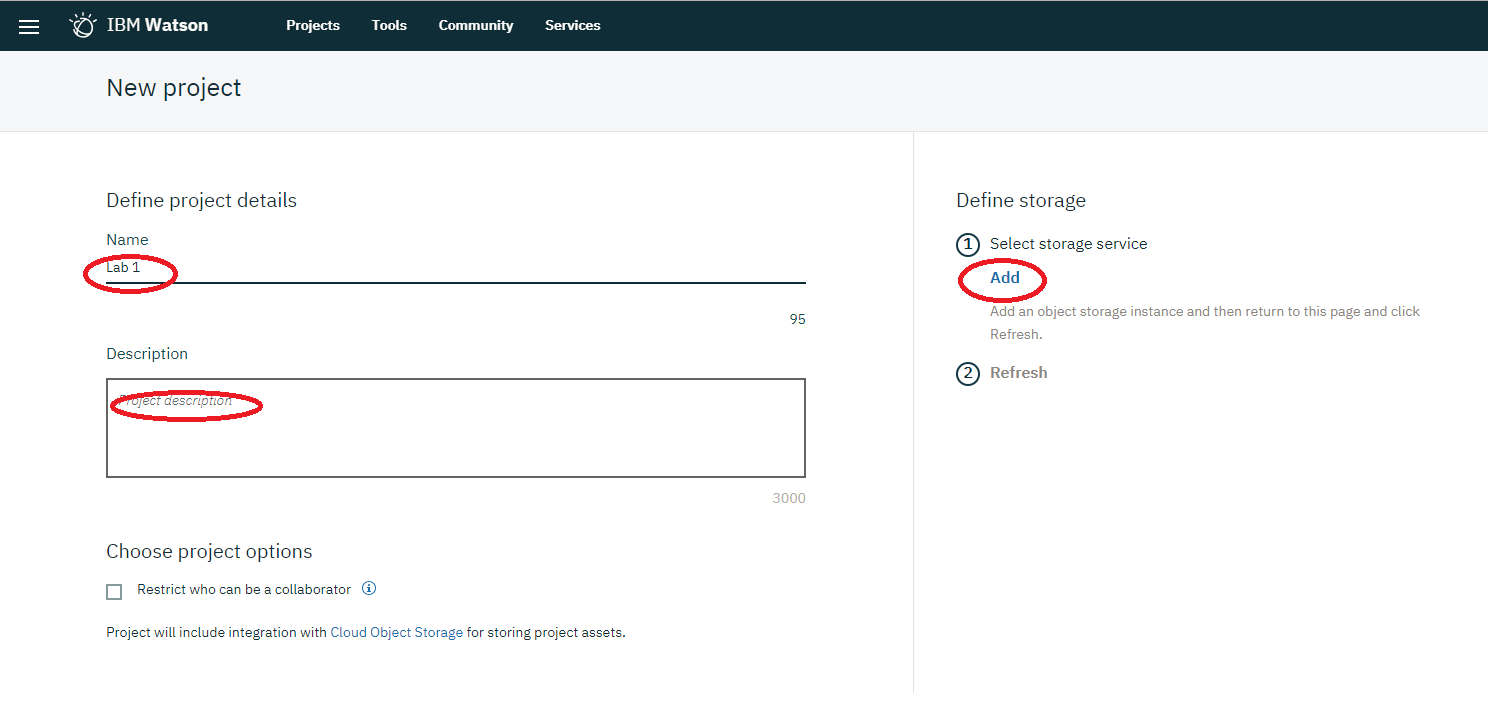 IBM Watson Projects Tools Community Services
New project
Define project details
Name
Lab 1
95
Description
Project description
3000
Choose project options
Restrict who can be a collaborator
Project will include integration with Cloud Object Storage for storing project assets.
Define storage
1 Select storage service
Add
Add an object storage instance and then return to this page and click
Refresh.
2 Refresh